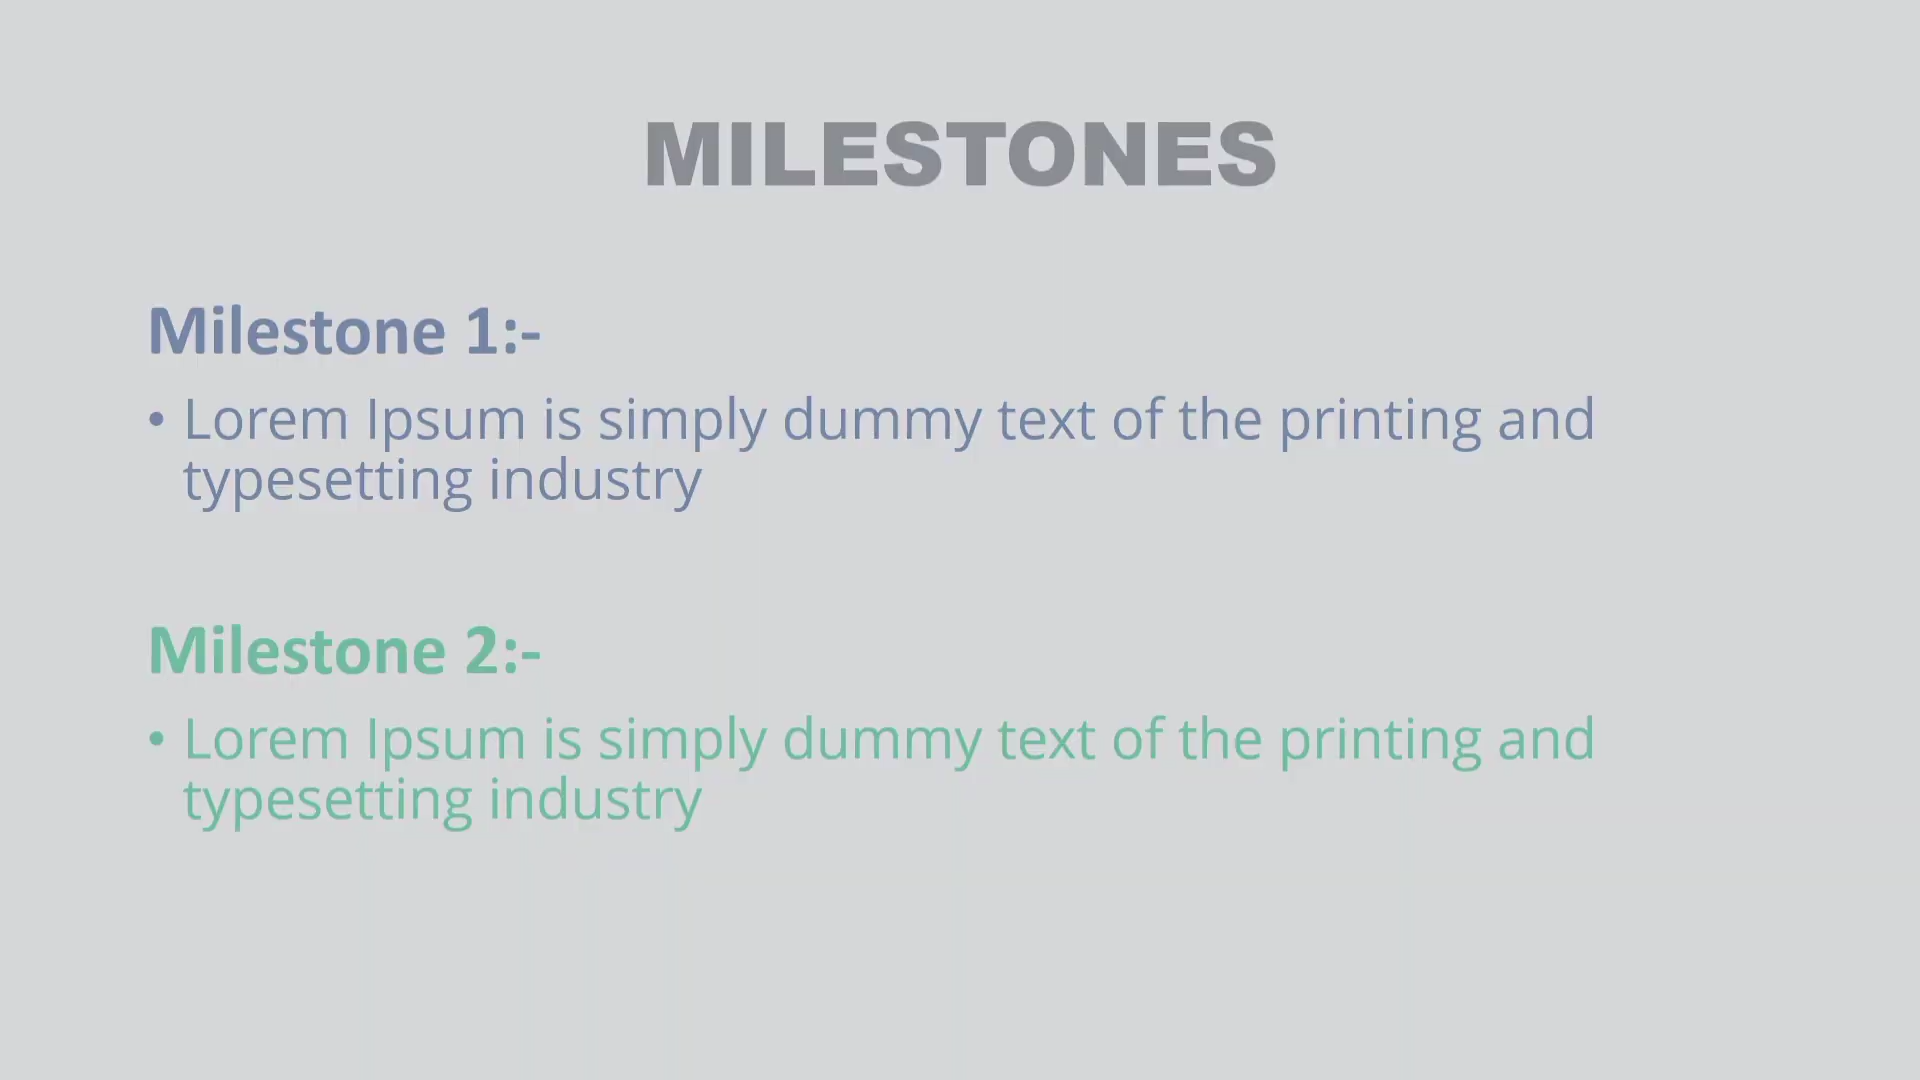 MILESTONES
Milestone 1:-
• Lorem Ipsum is simply dummy text of the printing and
typesetting industry
Milestone 2:-
• Lorem Ipsum is simply dummy text of the printing and
typesetting industry